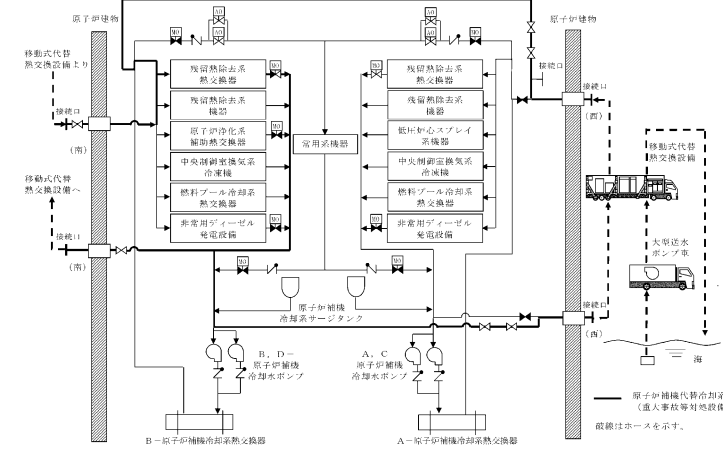 原子炉建物
原子炉建物
AO
AO
AO
AO
MO
MO
移動式代替
熱交換設備より
接続口
(南)
移動式代替
熱交換設備へ
接続口
(南)
残留熱除去系
熱交換器
残留熱除去系
機器
原子炉浄化系
補助熱交換器
中央制御室換気系
冷凍機
燃料プール冷却系
熱交換器
非常用ディーゼル
発電設備
MO
MO
MO
常用系機器
MO
MO
残留熱除去系
熱交換器
残留熱除去系
機器
低圧炉心スプレイ
系機器
中央制御室換気系
冷凍機
燃料プール冷却系
熱交換器
非常用ディーゼル
発電設備
接続口
接続口
(西)
移動式代替
熱交換設備
大型送水
ポンプ車
接続口
(西)
海
MO
MO
原子炉補機
冷却系サージタンク
B,D-
原子炉補機
冷却水ポンプ
A,C
原子炉補機
冷却水ポンプ
B-原子炉補機冷却系熱交換器
A-原子炉補機冷却系熱交換器
原子炉補機代替冷却系
(重大事故等対処設備
破線はホースを示す。